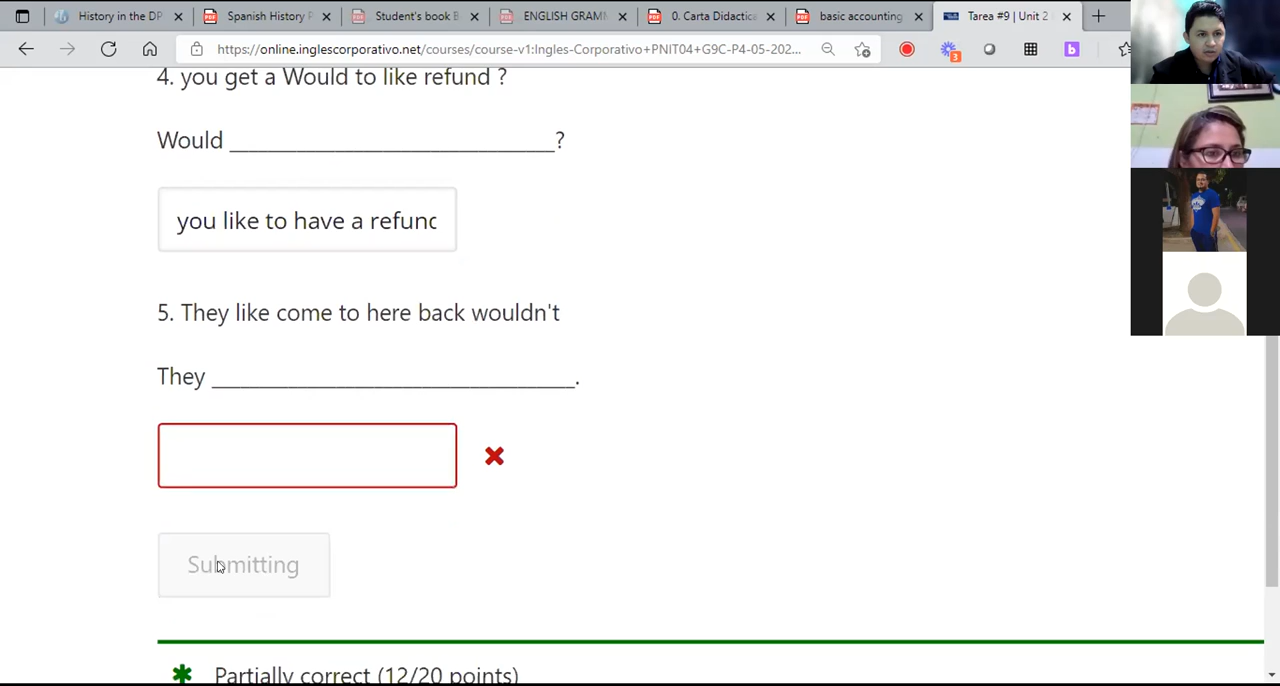 History in the DP
Spanish History P
Student's book B
ENGLISH GRAM
0. Carta Didactica
basic accounting
Tarea #9 | Unit 2
https://online.inglescorporativo.net/courses/course-v1:Ingles-Corporativo+PNIT04+G9C-P4-05-202...
4. you get a Would to like refund ?
Would ___________________________?
you like to have a refund
5. They like come to here back wouldn't
They ______________________________.
Submitting
Partially correct (12/20 points)